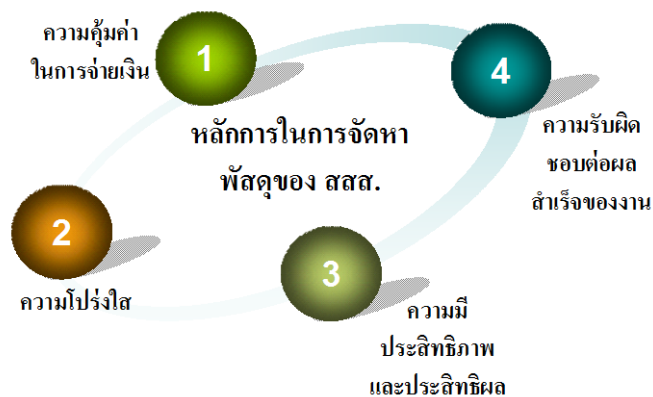 หลักการในการจัดหา
พัสดุของ สสส.
1
ความคุ้มค่า
ในการจ่ายเงิน
2
ความโปร่งใส
3
ความมี
ประสิทธิภาพ
และประสิทธิผล
4
ความรับผิด
ชอบต่อผล
สำเร็จของงาน